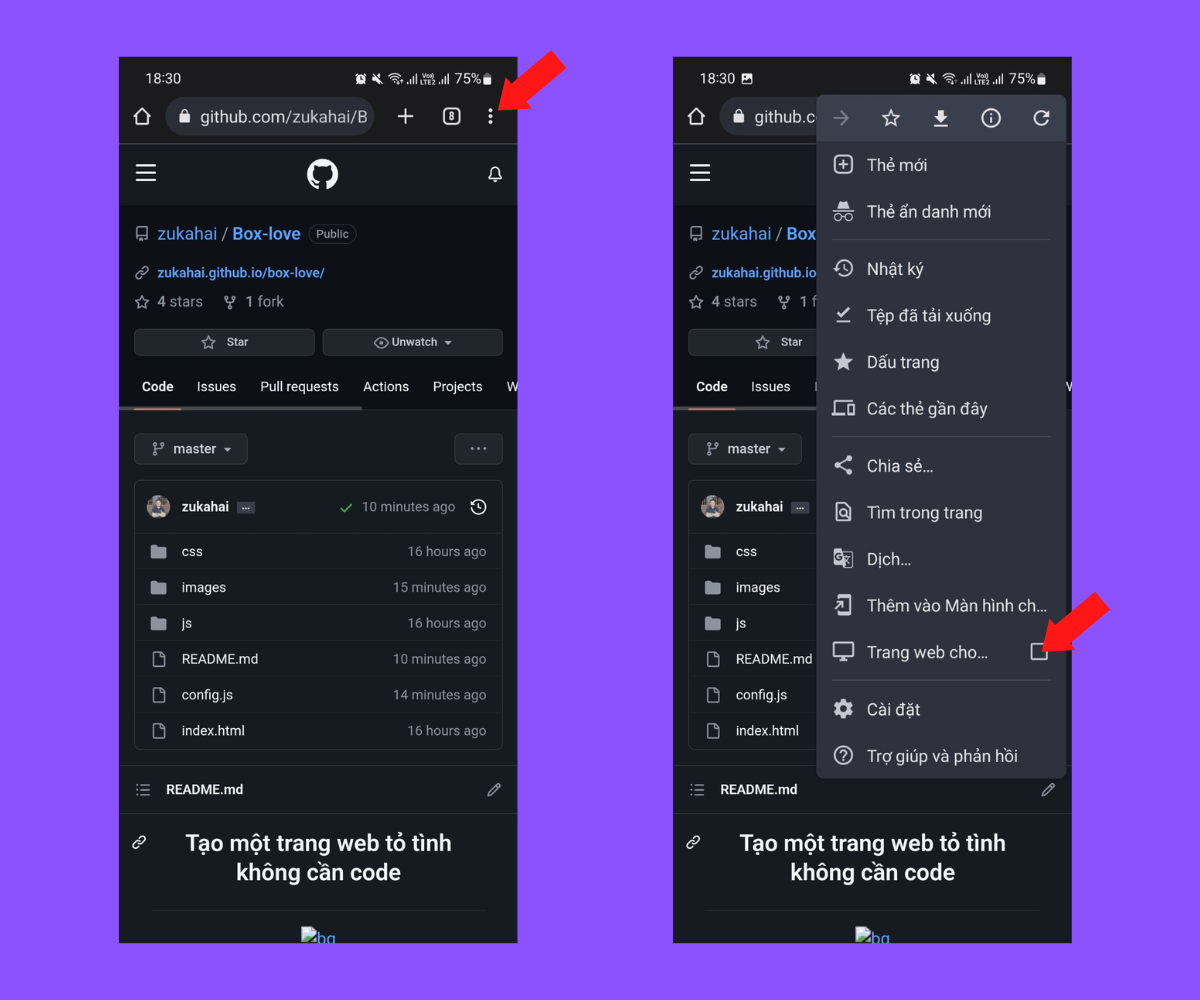 18:30
LTE2
75%
github.com/zukahai/B
8
zukahai / Box-love
Public
zukahai.github.io/box-love/
4 stars
1 fork
Star
Unwatch
Code
Issues
Pull requests
Actions
Projects
W
master
zukahai
10 minutes ago
css
16 hours ago
images
15 minutes ago
js
16 hours ago
README.md
10 minutes ago
config.js
14 minutes ago
index.html
16 hours ago
README.md
Tạo một trang web tỏ tình
không cần code
bg
18:30
LTE2
75%
github.c
Thẻ mới
Thẻ ẩn danh mới
Nhật ký
Tệp đã tải xuống
Dấu trang
Các thẻ gần đây
Chia sẻ...
Tìm trong trang
Dịch...
Thêm vào Màn hình ch...
Trang web cho...
Cài đặt
Trợ giúp và phản hồi
zukahai / Box
zukahai.github.io
4 stars
1 f
Star
Code
Issues
W
master
zukahai
css
images
js
README.md
config.js
index.html
README.md
Tạo một trang web tỏ tình
không cần code
bg